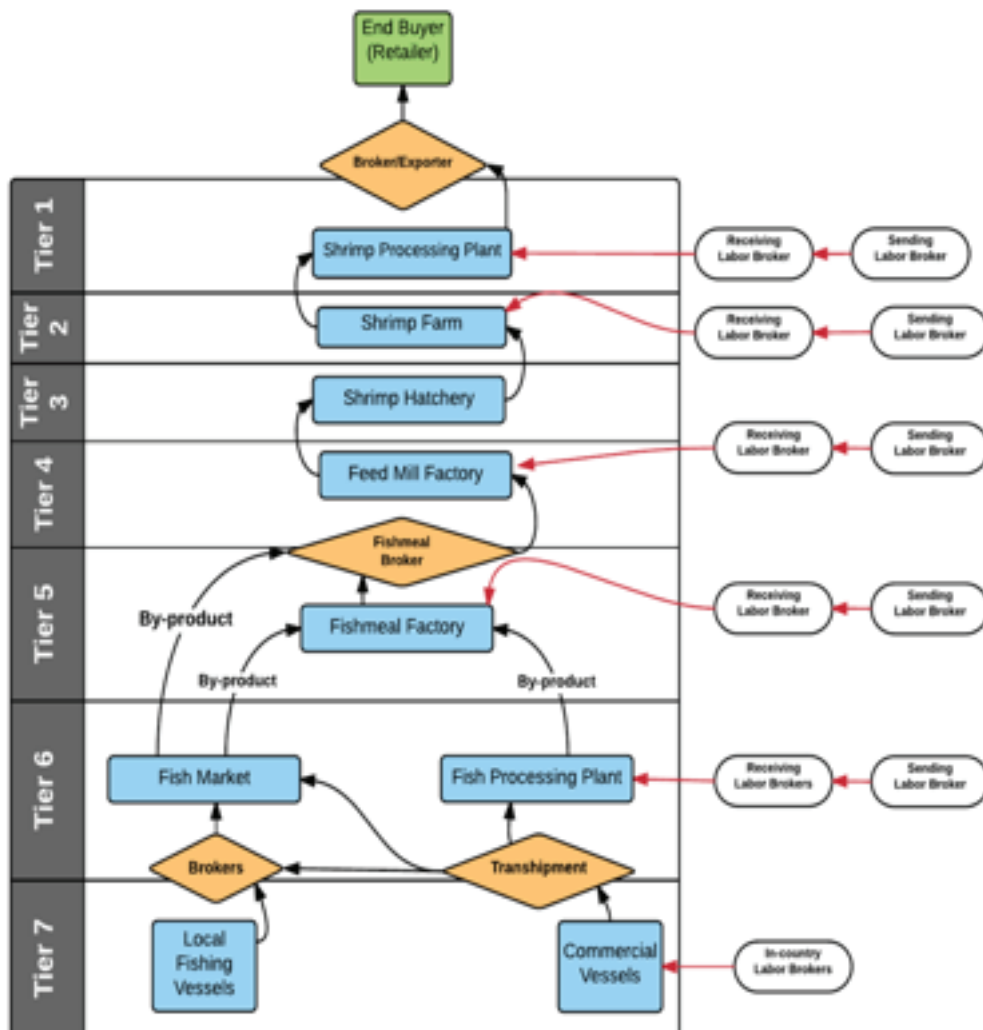 End Buyer
(Retailer)
Broker/Exporter
Tier 1
Shrimp Processing Plant
Receiving
Labor Broker
Sending
Labor Broker
Tier
2
Shrimp Farm
Receiving
Labor Broker
Sending
Labor Broker
Tier
3
Shrimp Hatchery
Tier 4
Feed Mill Factory
Receiving
Labor Broker
Sending
Labor Broker
Fishmeal
Broker
Tier 5
By-product
Fishmeal Factory
Receiving
Labor Broker
Sending
Labor Broker
By-product
By-product
Tier 6
Fish Market
Fish Processing Plant
Receiving
Labor Brokers
Sending
Labor Broker
Brokers
Transhipment
Tier 7
Local
Fishing
Vessels
Commercial
Vessels
In-country
Labor Brokers